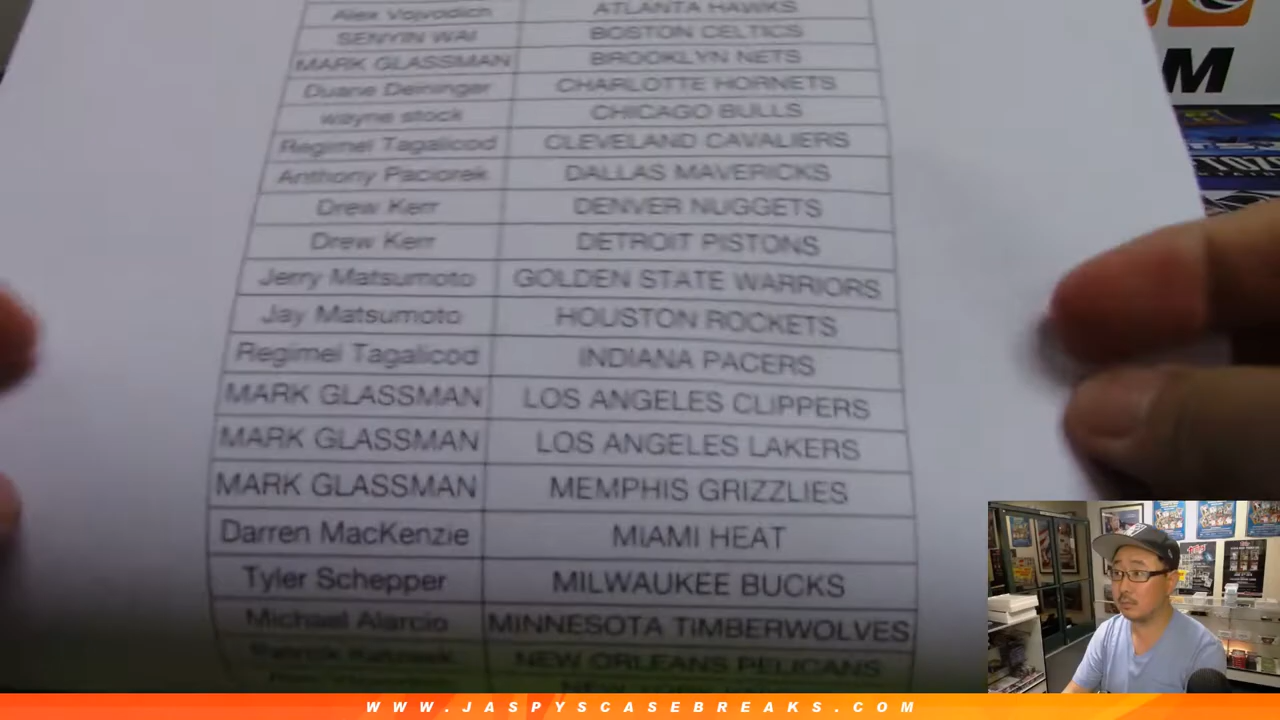 Alex Vojvodich ATLANTA HAWKS
SENYIN WAI BOSTON CELTICS
MARK GLASSMAN BROOKLYN NETS
Duane Deininger CHARLOTTE HORNETS
wayne stock CHICAGO BULLS
Regimel Tagalicod CLEVELAND CAVALIERS
Anthony Paciorek DALLAS MAVERICKS
Drew Kerr DENVER NUGGETS
Drew Kerr DETROIT PISTONS
Jerry Matsumoto GOLDEN STATE WARRIORS
Jay Matsumoto HOUSTON ROCKETS
Regimel Tagalicod INDIANA PACERS
MARK GLASSMAN LOS ANGELES CLIPPERS
MARK GLASSMAN LOS ANGELES LAKERS
MARK GLASSMAN MEMPHIS GRIZZLIES
Darren MacKenzie MIAMI HEAT
Tyler Schepper MILWAUKEE BUCKS
Michael Alarcio MINNESOTA TIMBERWOLVES
NEW ORLEANS PELICANS
WWW.JASPYSCASEBREAKS.COM